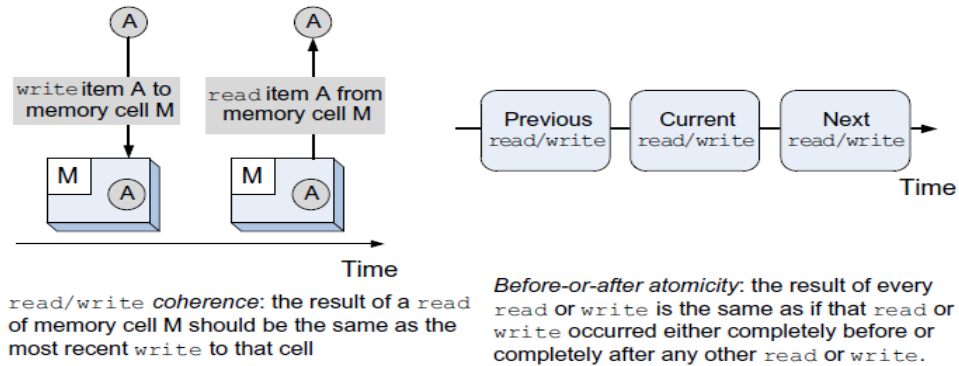 A
write item A to
memory cell M
M
A
A
read item A from
memory cell M
M
A
Time
read/write coherence: the result of a read
of memory cell M should be the same as the
most recent write to that cell
Previous
read/write
Current
read/write
Next
read/write
Time
Before-or-after atomicity: the result of every
read or write is the same as if that read or
write occurred either completely before or
completely after any other read or write.